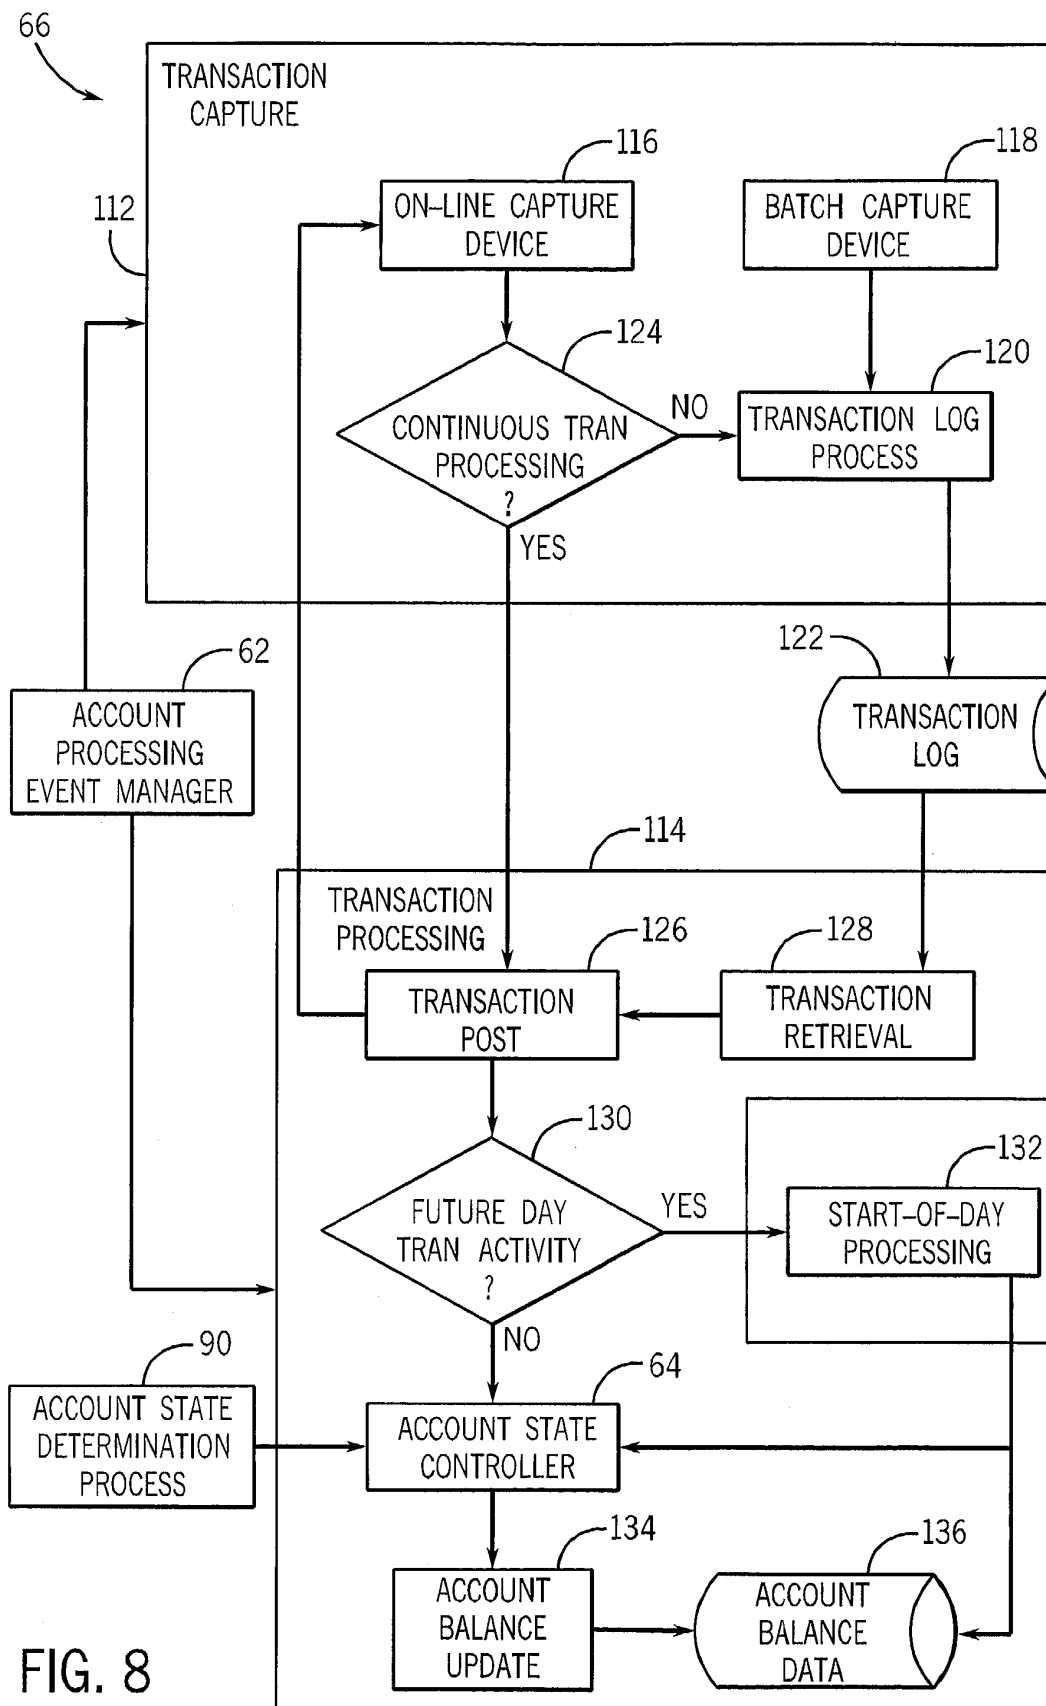 66
TRANSACTION
CAPTURE
116
118
ON–LINE CAPTURE
DEVICE
BATCH CAPTURE
DEVICE
112
124
120
CONTINUOUS TRAN
PROCESSING
?
NO
YES
TRANSACTION LOG
PROCESS
122
TRANSACTION
LOG
62
ACCOUNT
PROCESSING
EVENT MANAGER
114
TRANSACTION
PROCESSING
126
128
TRANSACTION
POST
TRANSACTION
RETRIEVAL
130
132
FUTURE DAY
TRAN ACTIVITY
?
YES
NO
START–OF–DAY
PROCESSING
90
64
ACCOUNT STATE
DETERMINATION
PROCESS
ACCOUNT STATE
CONTROLLER
134
136
ACCOUNT
BALANCE
UPDATE
ACCOUNT
BALANCE
DATA
FIG. 8